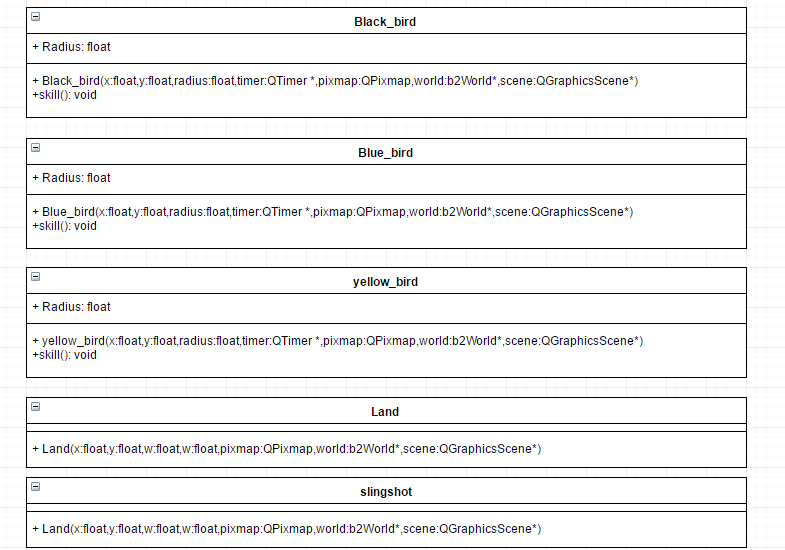 Black_bird
+ Radius: float
+ Black_bird(x:float,y:float,radius:float,timer:QTimer *,pixmap:QPixmap,world:b2World*,scene:QGraphicsScene*)
+skill(): void
Blue_bird
+ Radius: float
+ Blue_bird(x:float,y:float,radius:float,timer:QTimer *,pixmap:QPixmap,world:b2World*,scene:QGraphicsScene*)
+skill(): void
yellow_bird
+ Radius: float
+ yellow_bird(x:float,y:float,radius:float,timer:QTimer *,pixmap:QPixmap,world:b2World*,scene:QGraphicsScene*)
+skill(): void
Land
+ Land(x:float,y:float,w:float,w:float,pixmap:QPixmap,world:b2World*,scene:QGraphicsScene*)
slingshot
+ Land(x:float,y:float,w:float,w:float,pixmap:QPixmap,world:b2World*,scene:QGraphicsScene*)